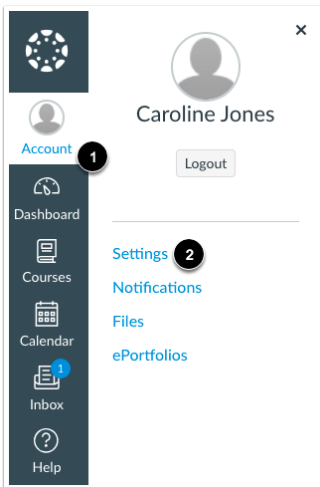 Account
1
Dashboard
Courses
Calendar
1
Inbox
Help
×
Caroline Jones
Logout
Settings 2
Notifications
Files
ePortfolios